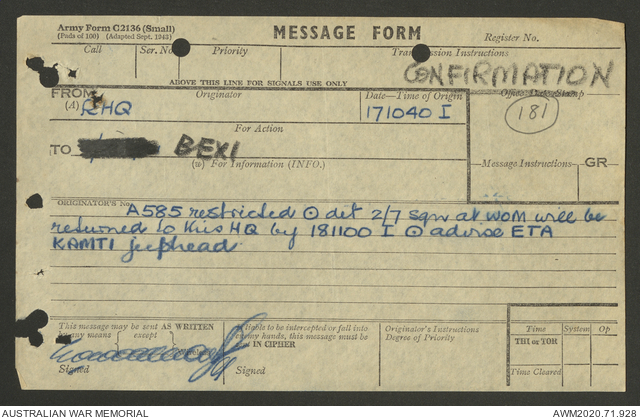 Army Form C2136 (Small)
(Pads of 100) (Adapted Sept. 1943)
MESSAGE FORM
Register No.
Call Ser. No. Priority Transmission Instructions
CONFIRMATION
ABOVE THIS LINE FOR SIGNALS USE ONLY
FROM Originator Date—Time of Origin Office Date Stamp
(A) RHQ 171040 I 181
For Action
TO BEXI
(w) For Information (INFO.) Message Instructions GR
ORIGINATOR'S No.
A585 restricted ⊙ det 2/7 sqn at WOM will be
returned to this HQ by 181100 I ⊙ advise ETA
KAMTI jeephead
This message may be sent AS WRITTEN If liable to be intercepted or fall into Originator's Instructions Time System Op
by any means except enemy hands, this message must be Degree of Priority THI or TOR
IN CIPHER
Signed Signed Time Cleared
AUSTRALIAN WAR MEMORIAL AWM2020.71.928